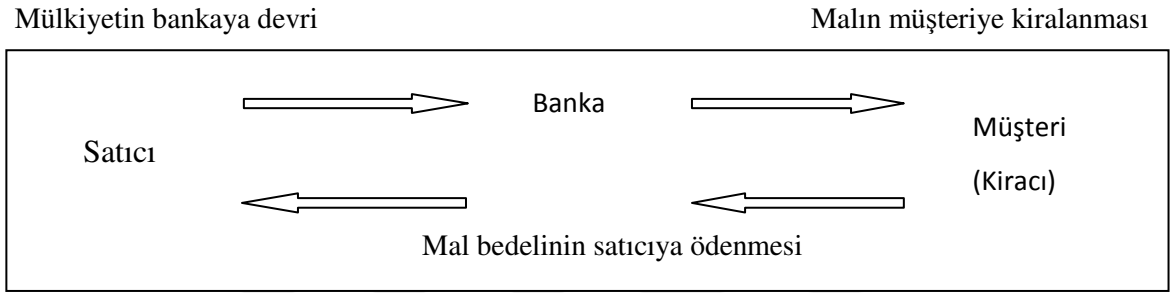 Mülkiyetin bankaya devri
Malın müşteriye kiralanması
Banka
Müşteri
Satıcı
(Kiracı)
Mal bedelinin satıcıya ödenmesi